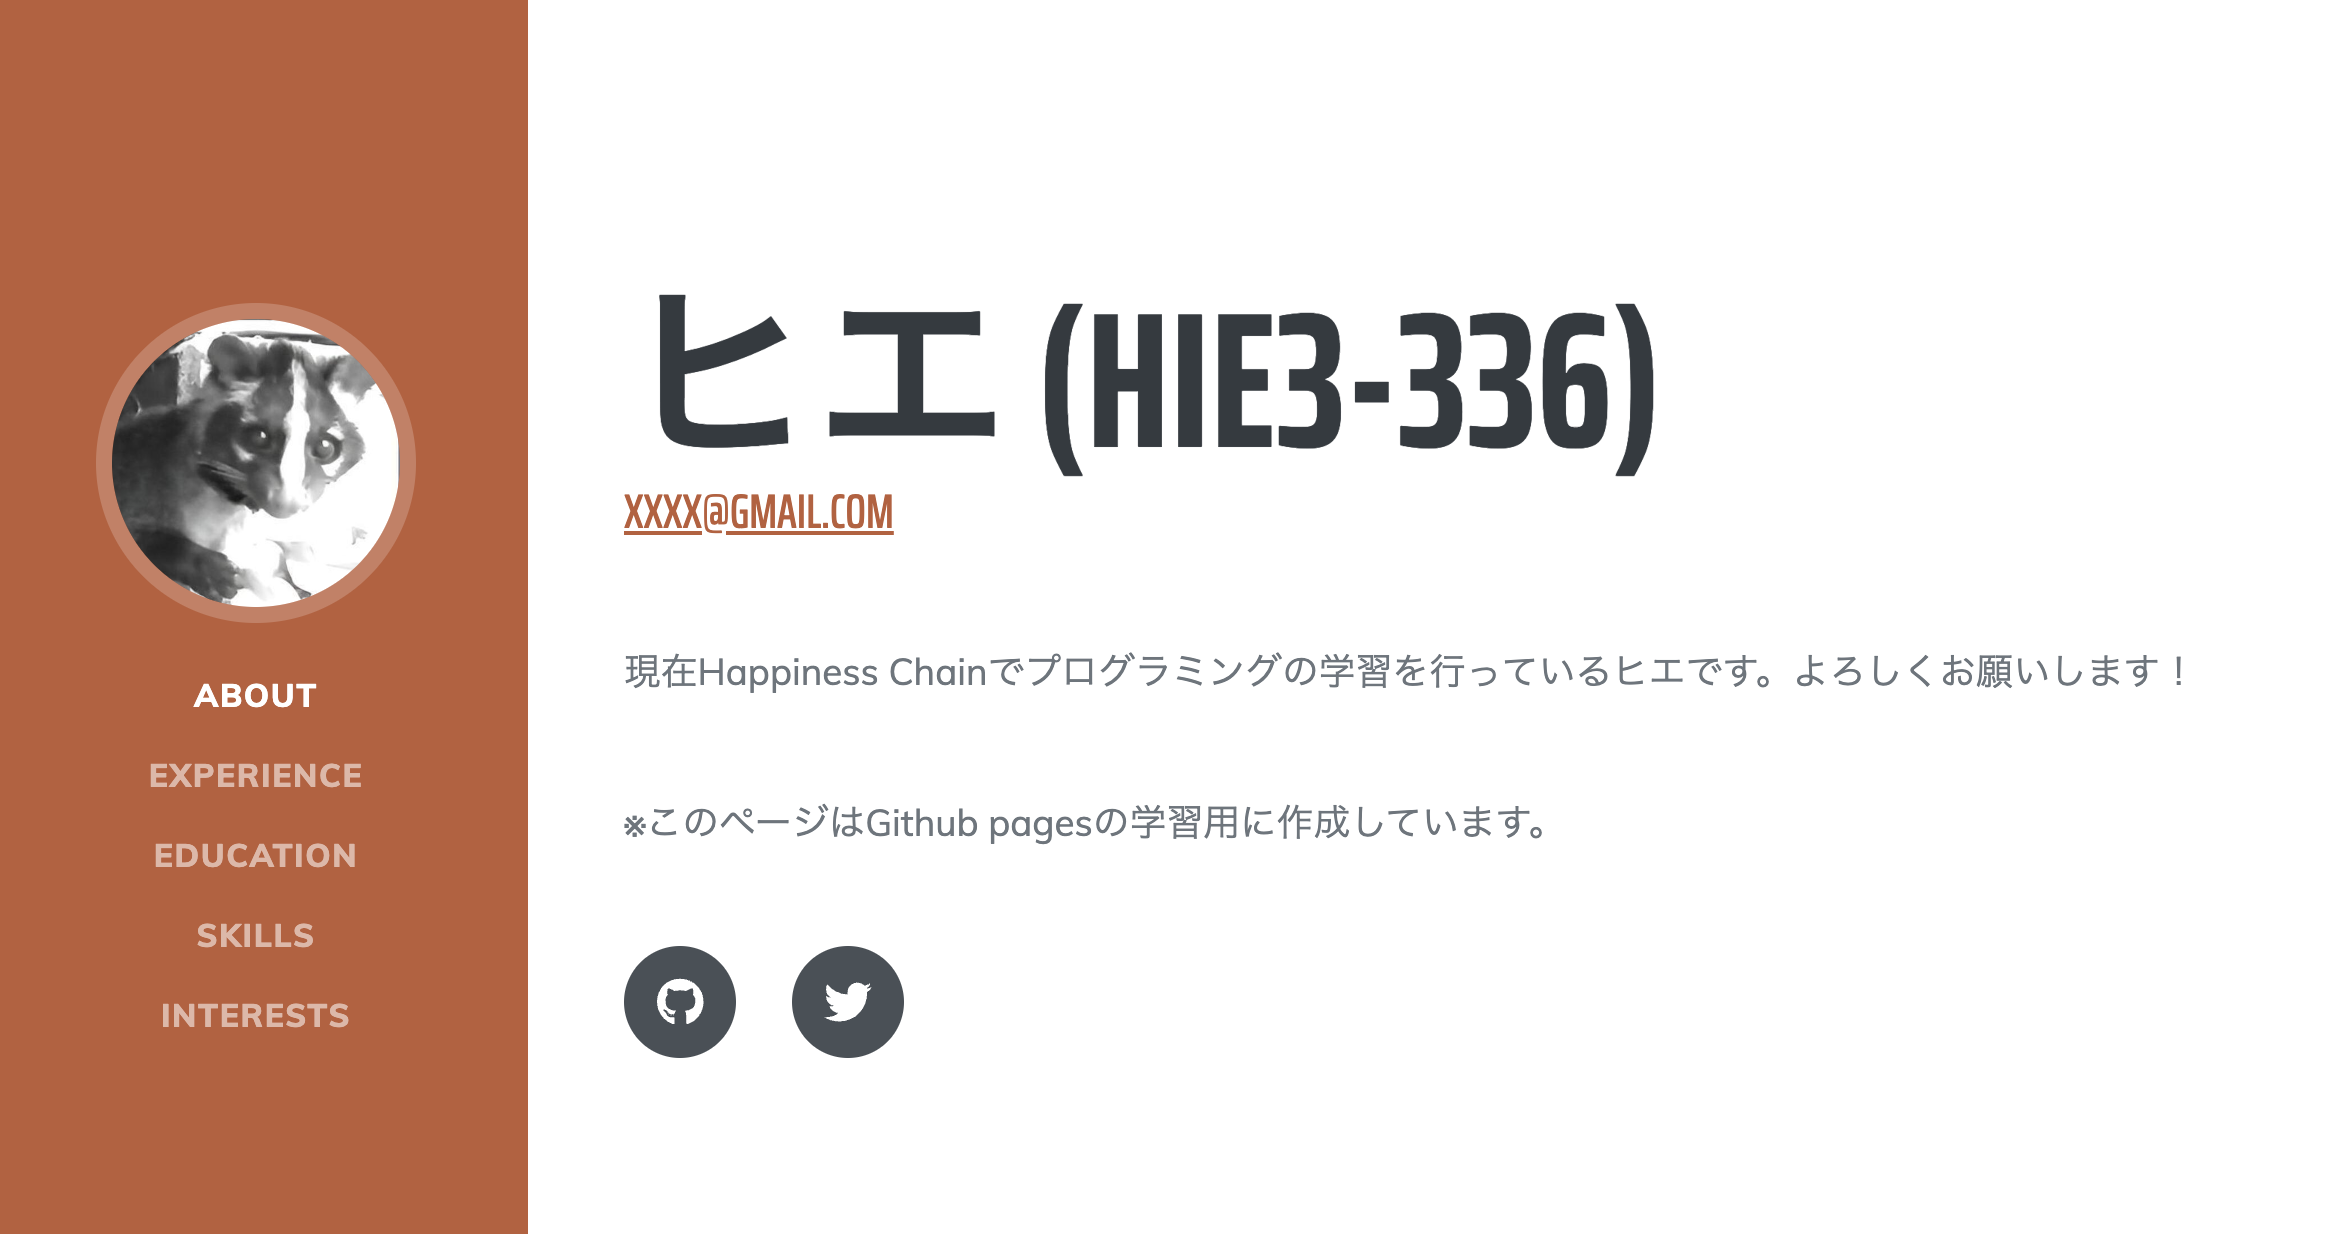 ABOUT
EXPERIENCE
EDUCATION
SKILLS
INTERESTS
ヒエ (HIE3-336)
XXXX@GMAIL.COM
現在Happiness Chainでプログラミングの学習を行っているヒエです。よろしくお願いします！
※このページはGithub pagesの学習用に作成しています。